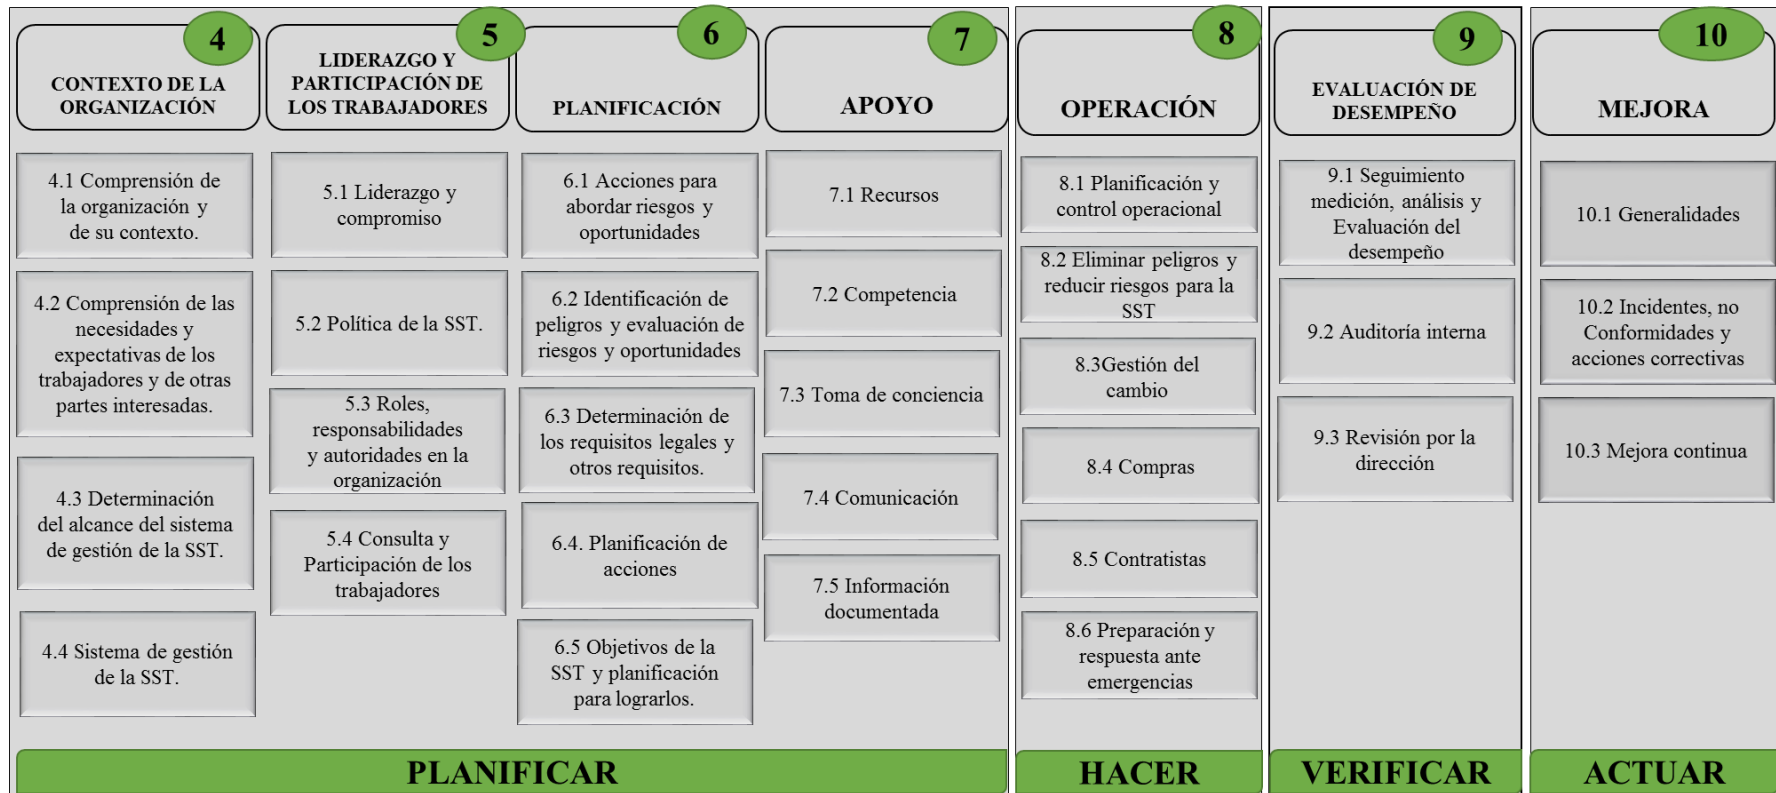 4
CONTEXTO DE LA
ORGANIZACIÓN
4.1 Comprensión de
la organización y
de su contexto.
4.2 Comprensión de las
necesidades y
expectativas de los
trabajadores y de otras
partes interesadas.
4.3 Determinación
del alcance del sistema
de gestión de la SST.
4.4 Sistema de gestión
de la SST.
5
LIDERAZGO Y
PARTICIPACIÓN DE
LOS TRABAJADORES
5.1 Liderazgo y
compromiso
5.2 Política de la SST.
5.3 Roles,
responsabilidades
y autoridades en la
organización
5.4 Consulta y
Participación de los
trabajadores
6
PLANIFICACIÓN
6.1 Acciones para
abordar riesgos y
oportunidades
6.2 Identificación de
peligros y evaluación de
riesgos y oportunidades
6.3 Determinación de
los requisitos legales y
otros requisitos.
6.4. Planificación de
acciones
6.5 Objetivos de la
SST y planificación
para lograrlos.
7
APOYO
7.1 Recursos
7.2 Competencia
7.3 Toma de conciencia
7.4 Comunicación
7.5 Información
documentada
PLANIFICAR
8
OPERACIÓN
8.1 Planificación y
control operacional
8.2 Eliminar peligros y
reducir riesgos para la
SST
8.3Gestión del
cambio
8.4 Compras
8.5 Contratistas
8.6 Preparación y
respuesta ante
emergencias
HACER
9
EVALUACIÓN DE
DESEMPEÑO
9.1 Seguimiento
medición, análisis y
Evaluación del
desempeño
9.2 Auditoría interna
9.3 Revisión por la
dirección
VERIFICAR
10
MEJORA
10.1 Generalidades
10.2 Incidentes, no
Conformidades y
acciones correctivas
10.3 Mejora continua
ACTUAR